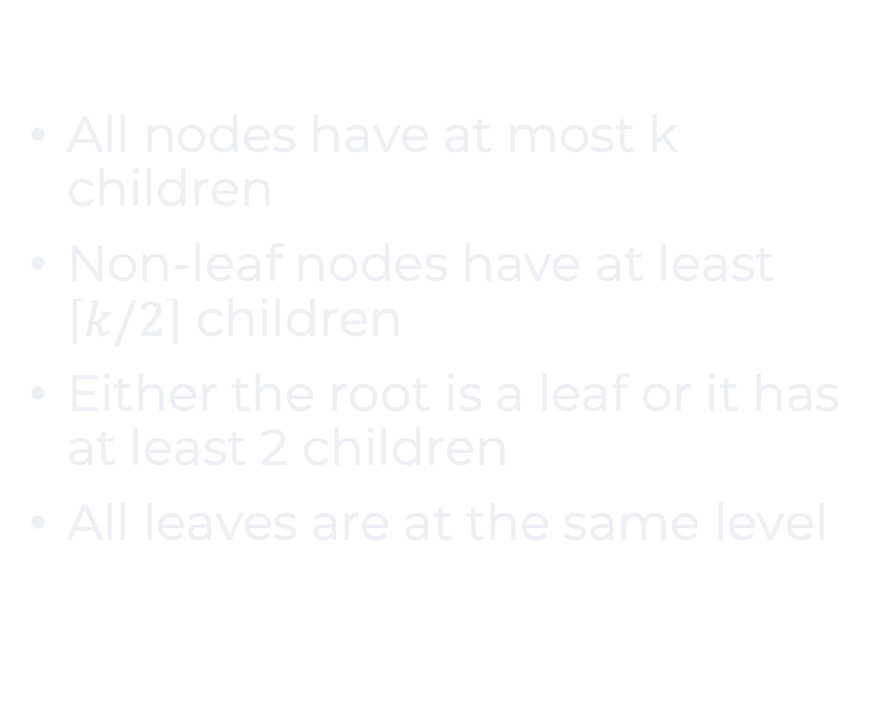 • All nodes have at most k
children
• Non-leaf nodes have at least
⌈k/2⌉ children
• Either the root is a leaf or it has
at least 2 children
• All leaves are at the same level